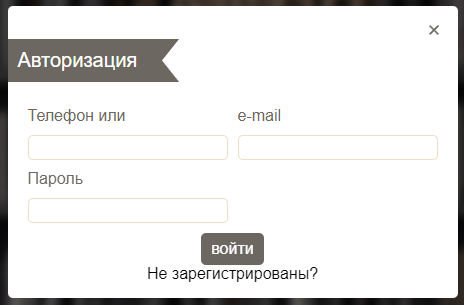 Авторизация
Телефон или e-mail
Пароль
ВОЙТИ
Не зарегистрированы?